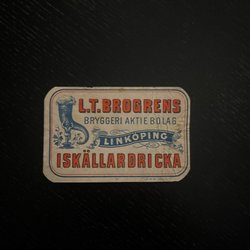 L.T. BROGRENS
BRYGGERI AKTIE BOLAG
LINKÖPING
ISKÄLLARDRICKA